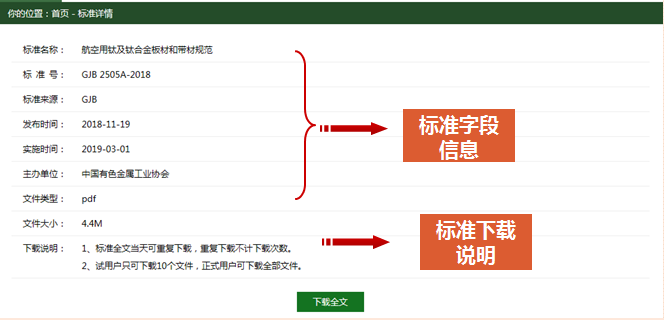 你的位置：首页 - 标准详情
标准名称： 航空用钛及钛合金板材和带材规范
标 准 号： GJB 2505A-2018
标准来源： GJB
发布时间： 2018-11-19
实施时间： 2019-03-01
主办单位： 中国有色金属工业协会
文件类型： pdf
文件大小： 4.4M
下载说明： 1、标准全文当天可重复下载，重复下载不计下载次数。
2、试用户只可下载10个文件，正式用户可下载全部文件。
下载全文
标准字段
信息
标准下载
说明